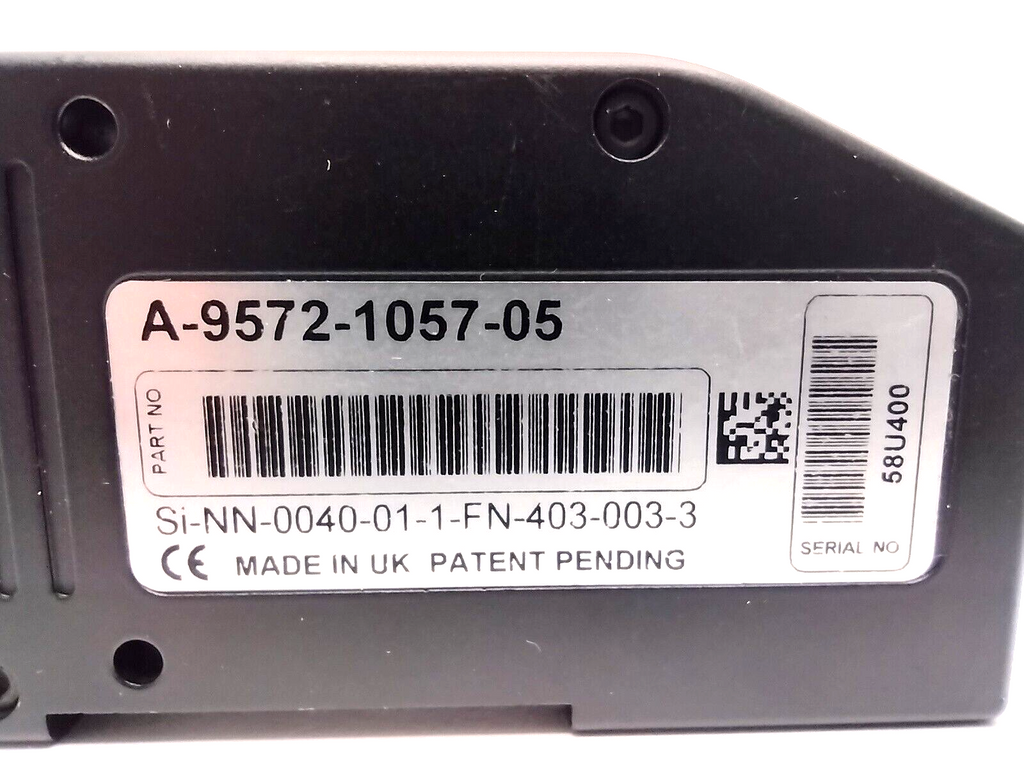 A-9572-1057-05
PART NO
Si-NN-0040-01-1-FN-403-003-3
CE MADE IN UK PATENT PENDING
58U400
SERIAL NO